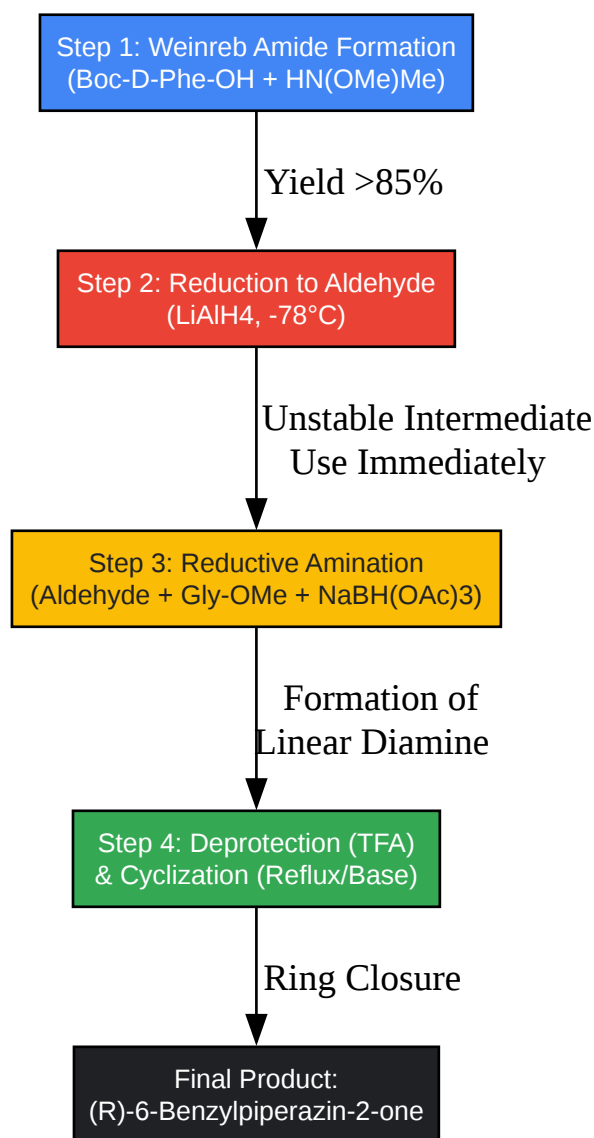 Step 1: Weinreb Amide Formation
(Boc-D-Phe-OH + HN(OMe)Me)
Yield >85%
Step 2: Reduction to Aldehyde
(LiAlH4, -78°C)
Unstable Intermediate
Use Immediately
Step 3: Reductive Amination
(Aldehyde + Gly-OMe + NaBH(OAc)3)
Formation of
Linear Diamine
Step 4: Deprotection (TFA)
& Cyclization (Reflux/Base)
Ring Closure
Final Product:
(R)-6-Benzylpiperazin-2-one